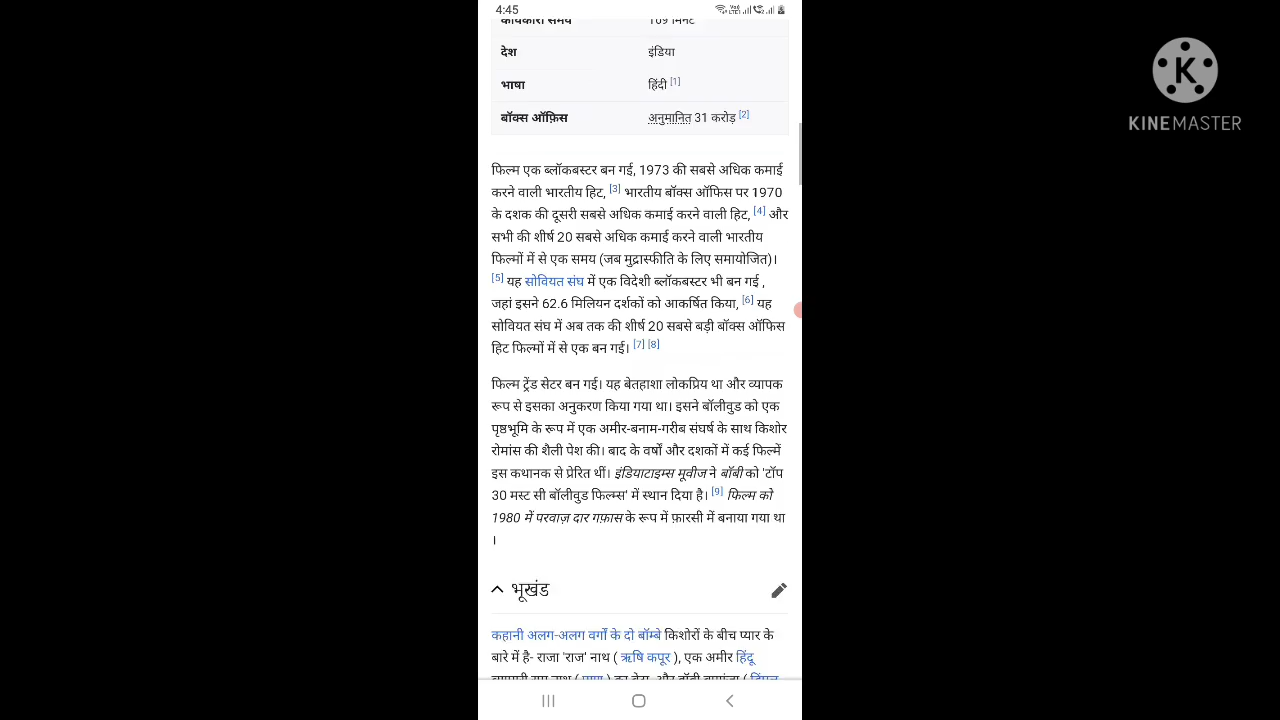 4:45
कार्यकारी समय 169 मिनट
देश इंडिया
भाषा हिंदी [1]
बॉक्स ऑफ़िस अनुमानित 31 करोड़ [2]
K
KINEMASTER
फिल्म एक ब्लॉकबस्टर बन गई, 1973 की सबसे अधिक कमाई
करने वाली भारतीय हिट, [3] भारतीय बॉक्स ऑफिस पर 1970
के दशक की दूसरी सबसे अधिक कमाई करने वाली हिट, [4] और
सभी की शीर्ष 20 सबसे अधिक कमाई करने वाली भारतीय
फिल्मों में से एक समय (जब मुद्रास्फीति के लिए समायोजित)।
[5] यह सोवियत संघ में एक विदेशी ब्लॉकबस्टर भी बन गई ,
जहां इसने 62.6 मिलियन दर्शकों को आकर्षित किया, [6] यह
सोवियत संघ में अब तक की शीर्ष 20 सबसे बड़ी बॉक्स ऑफिस
हिट फिल्मों में से एक बन गई। [7] [8]
फिल्म ट्रेंड सेटर बन गई। यह बेतहाशा लोकप्रिय था और व्यापक
रूप से इसका अनुकरण किया गया था। इसने बॉलीवुड को एक
पृष्ठभूमि के रूप में एक अमीर-बनाम-गरीब संघर्ष के साथ किशोर
रोमांस की शैली पेश की। बाद के वर्षों और दशकों में कई फिल्में
इस कथानक से प्रेरित थीं। इंडियाटाइम्स मूवीज ने बॉबी को 'टॉप
30 मस्ट सी बॉलीवुड फिल्म्स' में स्थान दिया है। [9] फिल्म को
1980 में परवाज़ दार गफ़ास के रूप में फ़ारसी में बनाया गया था
।
भूखंड
कहानी अलग-अलग वर्गों के दो बॉम्बे किशोरों के बीच प्यार के
बारे में है- राजा 'राज' नाथ ( ऋषि कपूर ), एक अमीर हिंदू